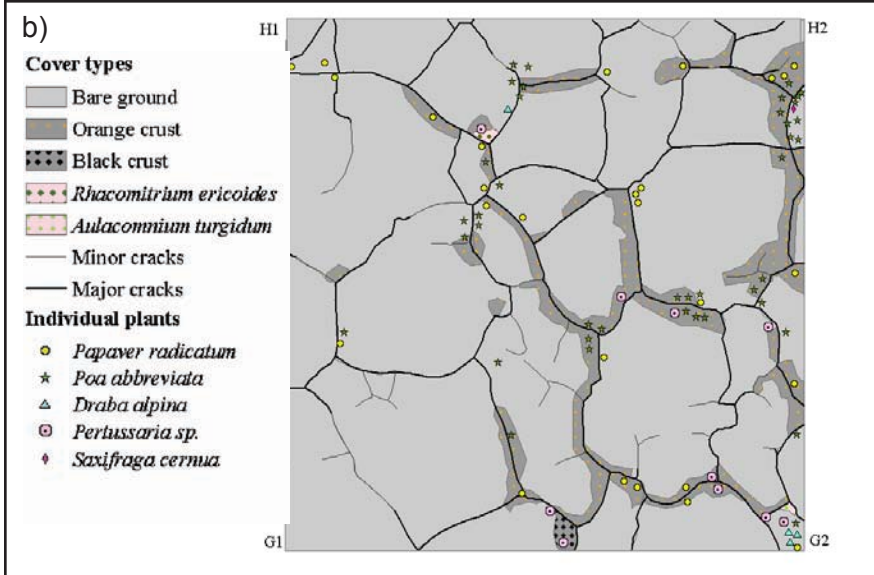 b)
H1
H2
Cover types
Bare ground
Orange crust
Black crust
Rhacomitrium ericoides
Aulacomnium turgidum
Minor cracks
Major cracks
Individual plants
Papaver radicatum
Poa abbreviata
Draba alpina
Pertussaria sp.
Saxifraga cernua
G1
G2